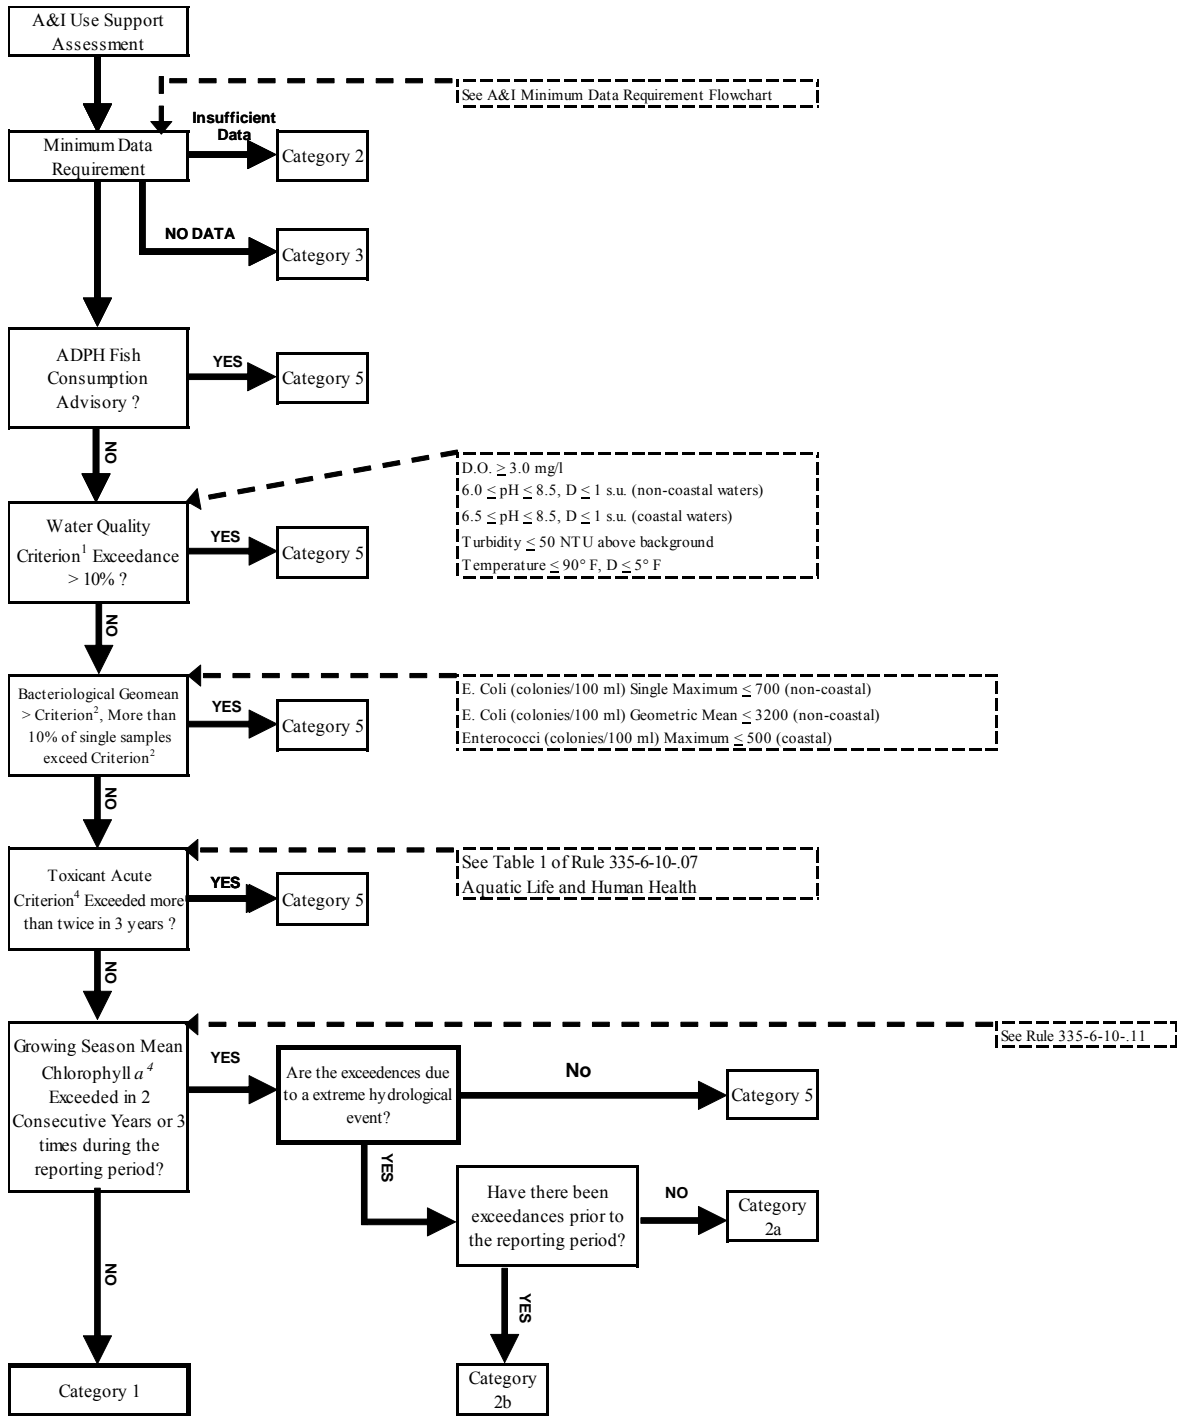 A&I Use Support
Assessment
See A&I Minimum Data Requirement Flowchart
Insufficient
Data
Minimum Data
Requirement
Category 2
NO DATA
Category 3
ADPH Fish
Consumption
Advisory ?
YES
Category 5
NO
D.O. ≥ 3.0 mg/l
6.0 ≤ pH ≤ 8.5, D ≤ 1 s.u. (non-coastal waters)
6.5 ≤ pH ≤ 8.5, D ≤ 1 s.u. (coastal waters)
Turbidity ≤ 50 NTU above background
Temperature ≤ 90° F, D ≤ 5° F
Water Quality
Criterion¹ Exceedance
> 10% ?
YES
Category 5
NO
Bacteriological Geomean
> Criterion², More than
10% of single samples
exceed Criterion²
YES
Category 5
E. Coli (colonies/100 ml) Single Maximum ≤ 700 (non-coastal)
E. Coli (colonies/100 ml) Geometric Mean ≤ 3200 (non-coastal)
Enterococci (colonies/100 ml) Maximum ≤ 500 (coastal)
NO
Toxicant Acute
Criterion⁴ Exceeded more
than twice in 3 years ?
YES
Category 5
See Table 1 of Rule 335-6-10-.07
Aquatic Life and Human Health
NO
See Rule 335-6-10-.11
Growing Season Mean
Chlorophyll a⁴
Exceeded in 2
Consecutive Years or 3
times during the
reporting period?
YES
Are the exceedences due
to a extreme hydrological
event?
No
Category 5
YES
Have there been
exceedances prior to
the reporting period?
NO
Category
2a
NO
YES
Category 1
Category
2b